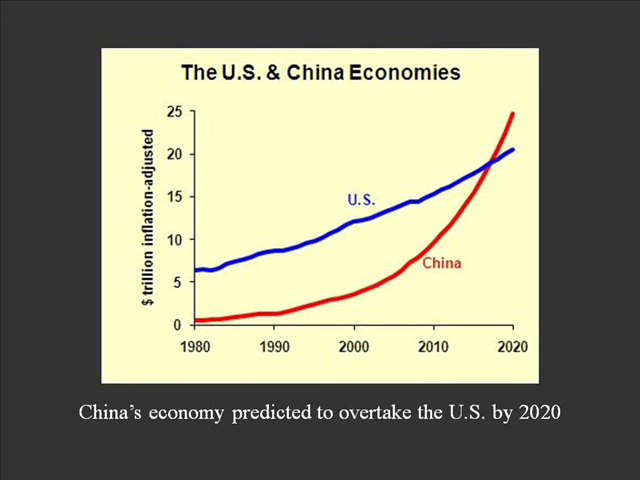 The U.S. & China Economies
$ trillion inflation-adjusted
25
20
15
10
5
0
U.S.
China
1980 1990 2000 2010 2020
China's economy predicted to overtake the U.S. by 2020